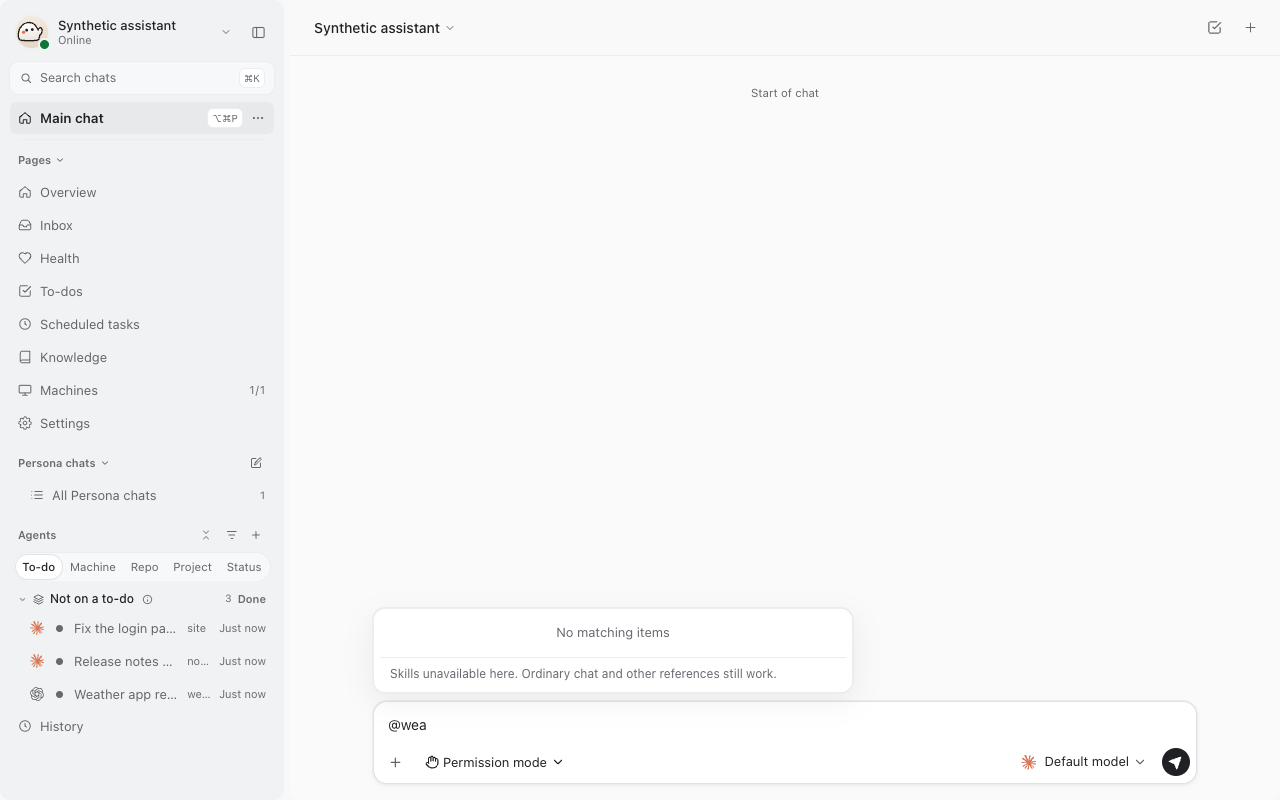 Synthetic assistant
Online
Search chats
⌘K
Main chat
⌥⌘P
Pages
Overview
Inbox
Health
To-dos
Scheduled tasks
Knowledge
Machines
1/1
Settings
Persona chats
All Persona chats
1
Agents
To-do Machine Repo Project Status
Not on a to-do
3 Done
Fix the login pa... site Just now
Release notes ... no... Just now
Weather app re... we... Just now
History
Synthetic assistant
Start of chat
No matching items
Skills unavailable here. Ordinary chat and other references still work.
@wea
Permission mode
Default model